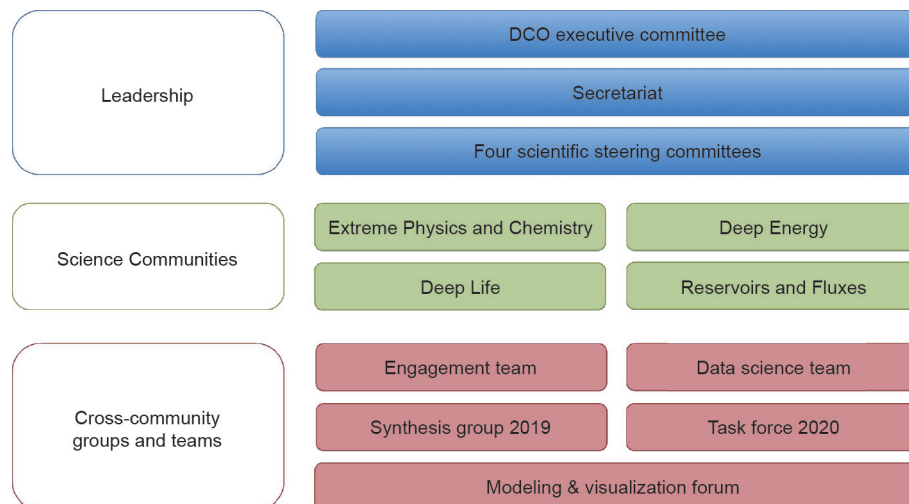 Leadership
DCO executive committee
Secretariat
Four scientific steering committees
Science Communities
Extreme Physics and Chemistry
Deep Energy
Deep Life
Reservoirs and Fluxes
Cross-community
groups and teams
Engagement team
Data science team
Synthesis group 2019
Task force 2020
Modeling & visualization forum